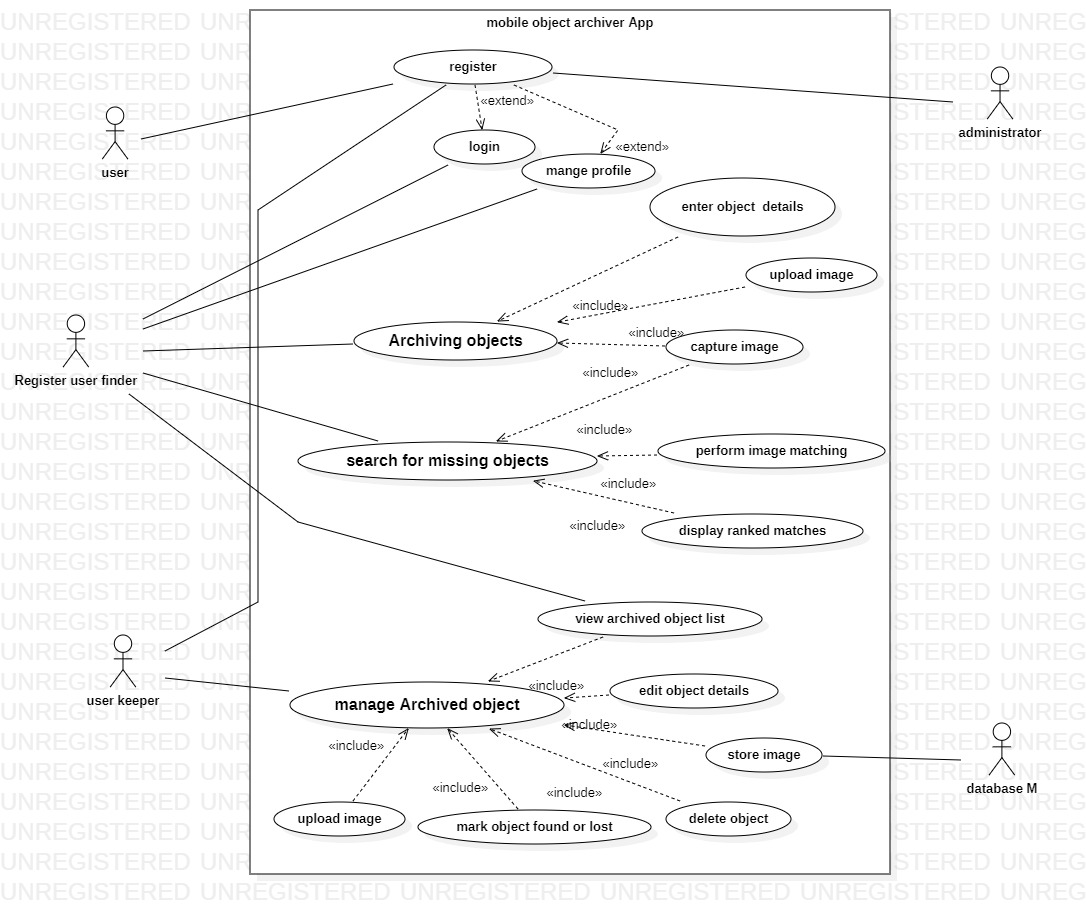 mobile object archiver App
register
«extend»
user
administrator
login
«extend»
mange profile
enter object  details
upload image
«include»
«include»
Archiving objects
capture image
Register user finder
«include»
«include»
perform image matching
search for missing objects
«include»
«include»
display ranked matches
view archived object list
user keeper
«include»
edit object details
manage Archived object
«include»
«include»
store image
«include»
database M
«include»
«include»
upload image
mark object found or lost
delete object
UNREGISTERED